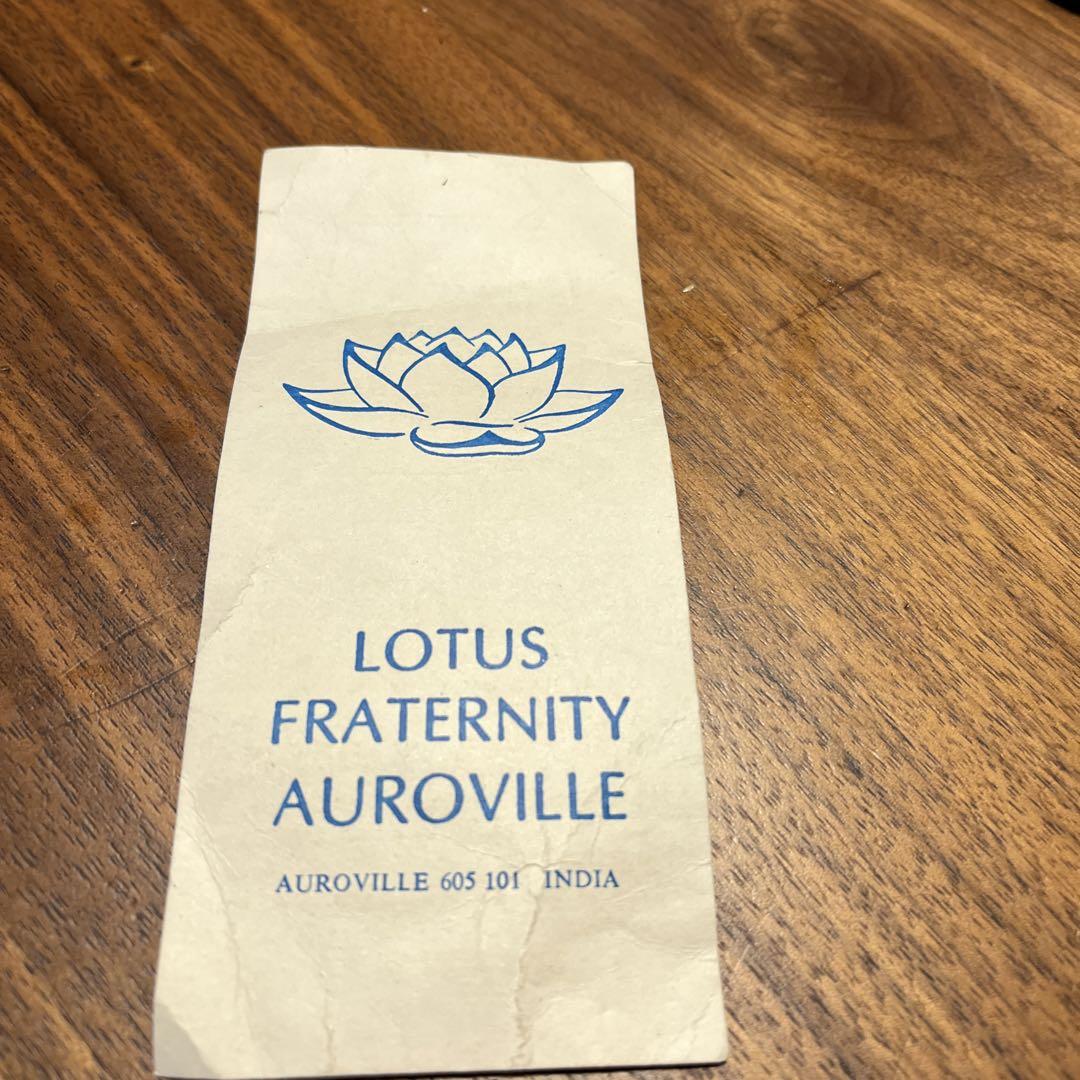 LOTUS
FRATERNITY
AUROVILLE
AUROVILLE 605 101 INDIA